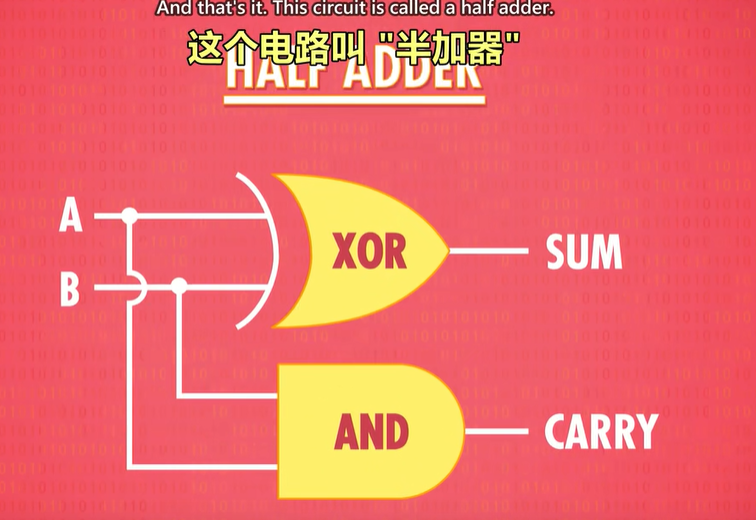 And that's it. This circuit is called a half adder.
这个电路叫 "半加器"
HALF ADDER
A
XOR
SUM
B
AND
CARRY